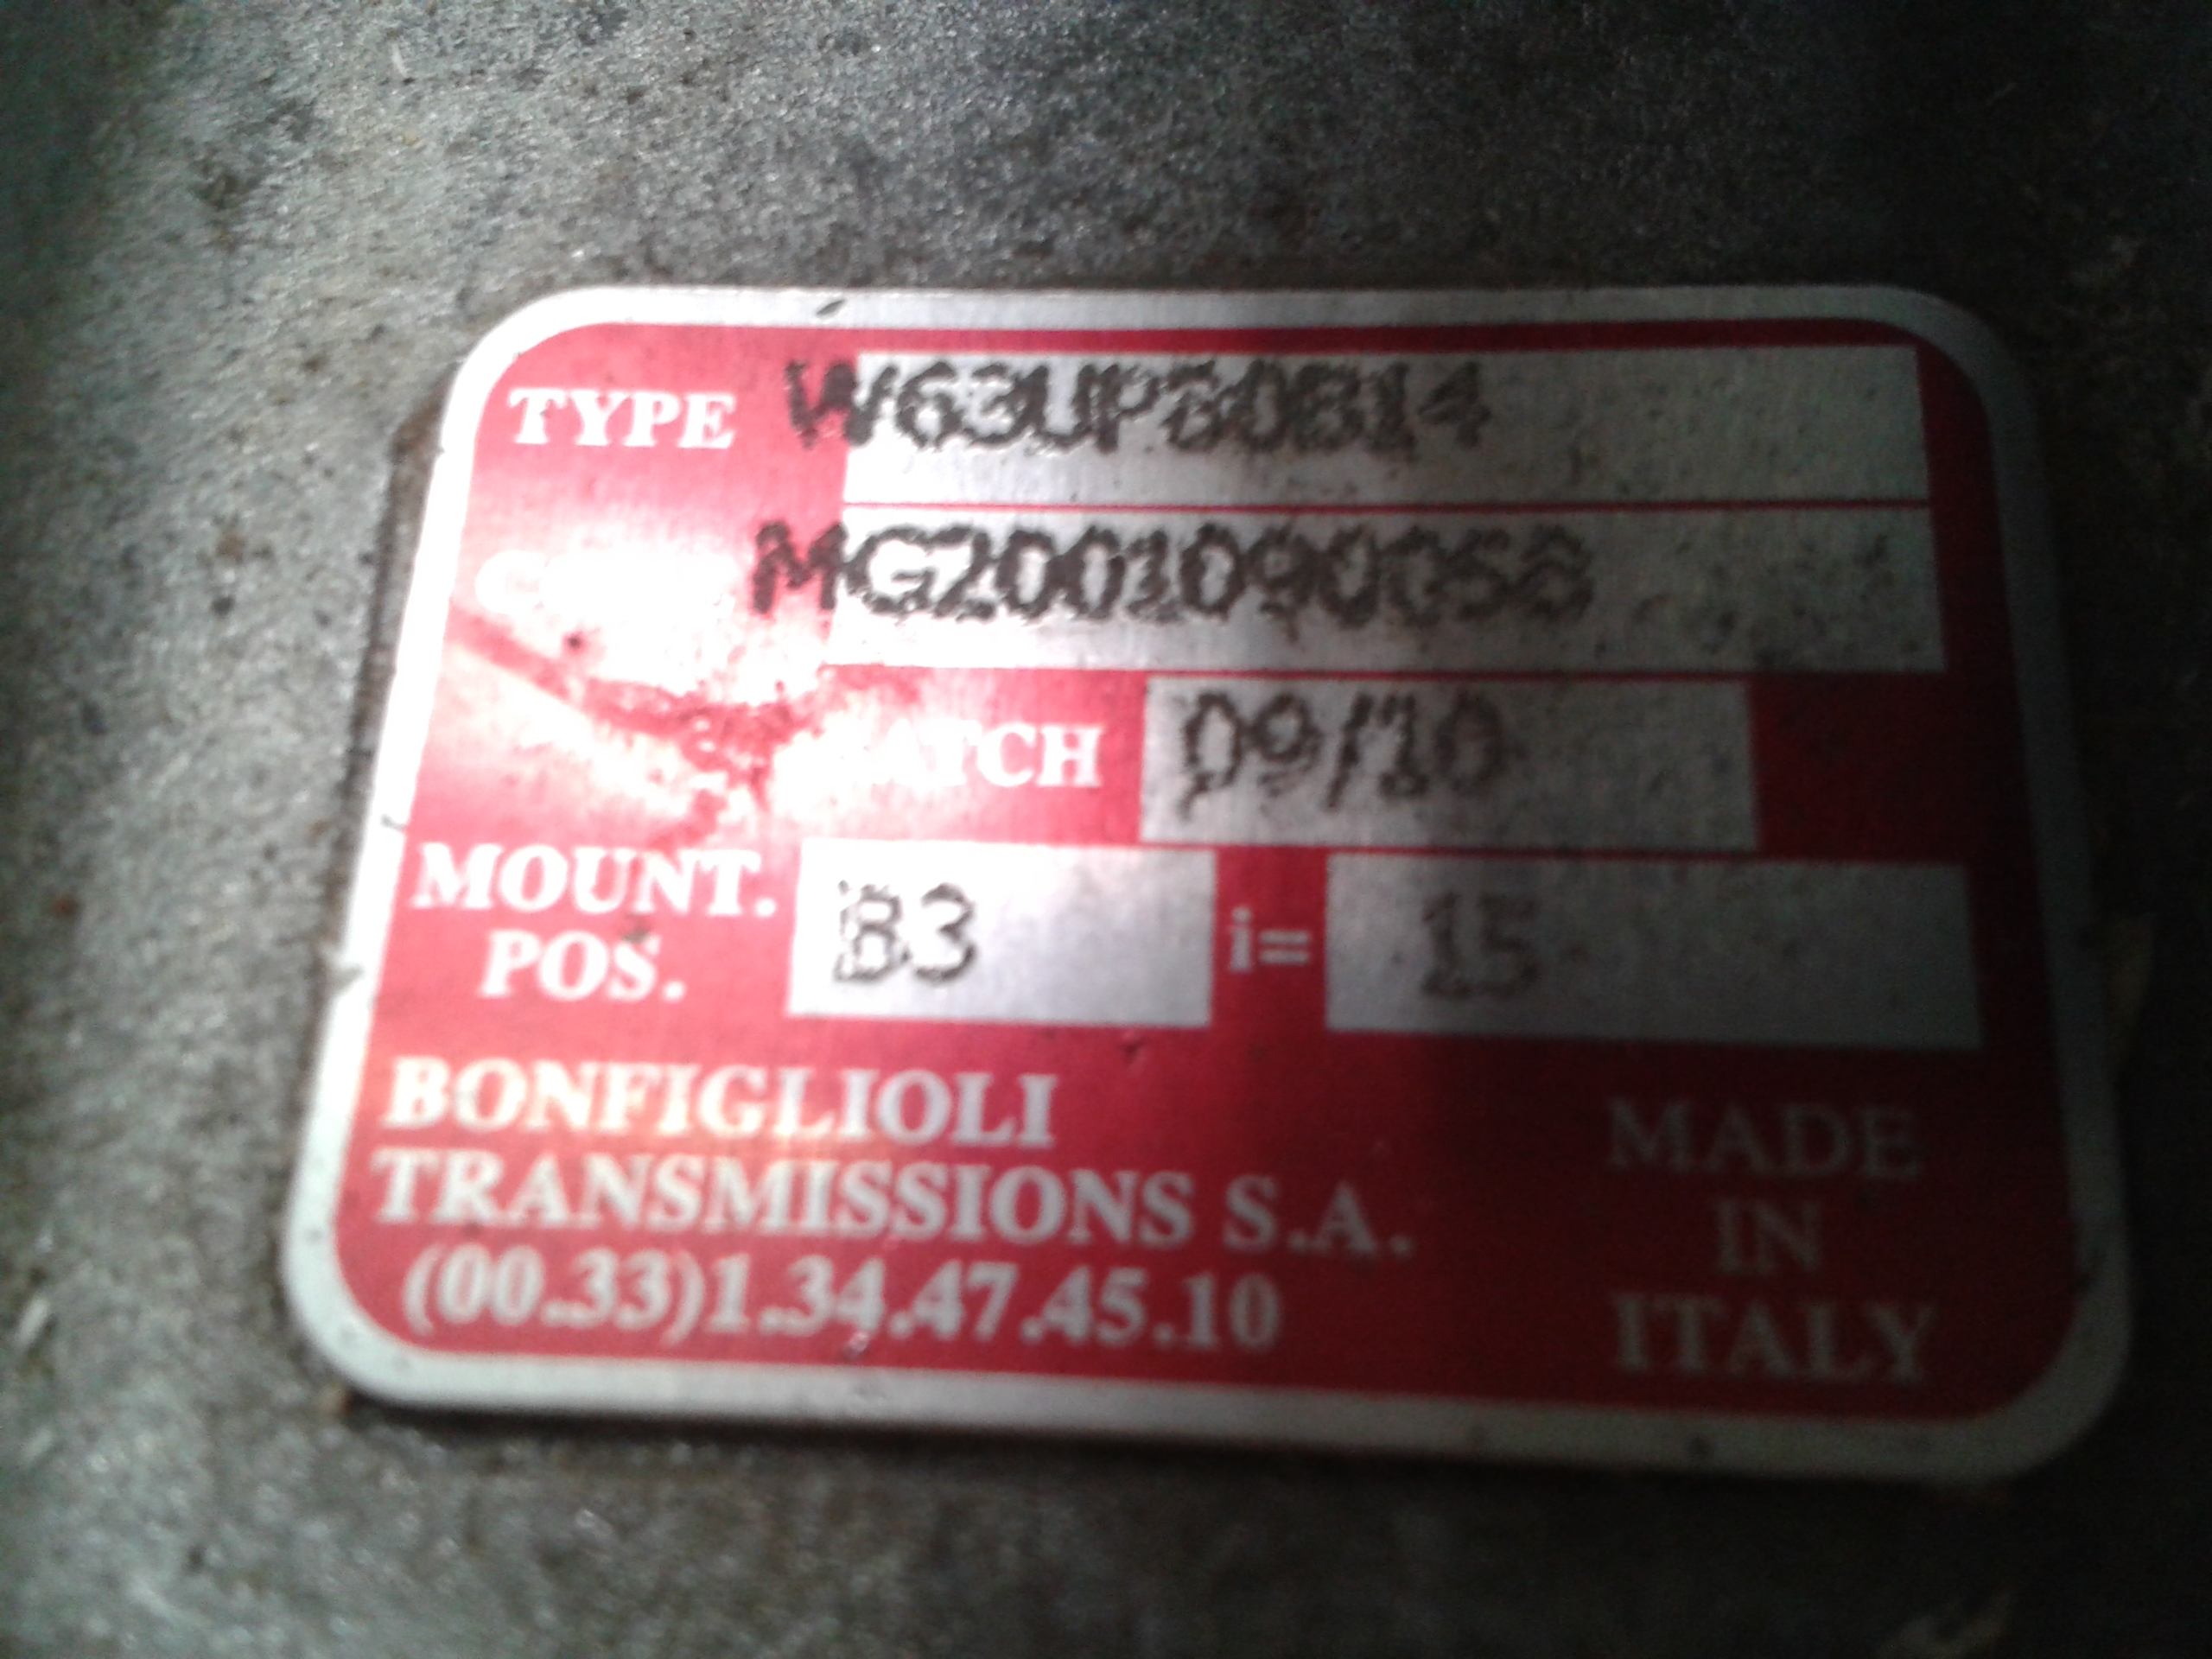 TYPE W63UP80B14
MG2001090058
BATCH 09/10
MOUNT. POS. B3 i= 15
BONFIGLIOLI
TRANSMISSIONS S.A.
(00.33)1.34.47.45.10
MADE
IN
ITALY